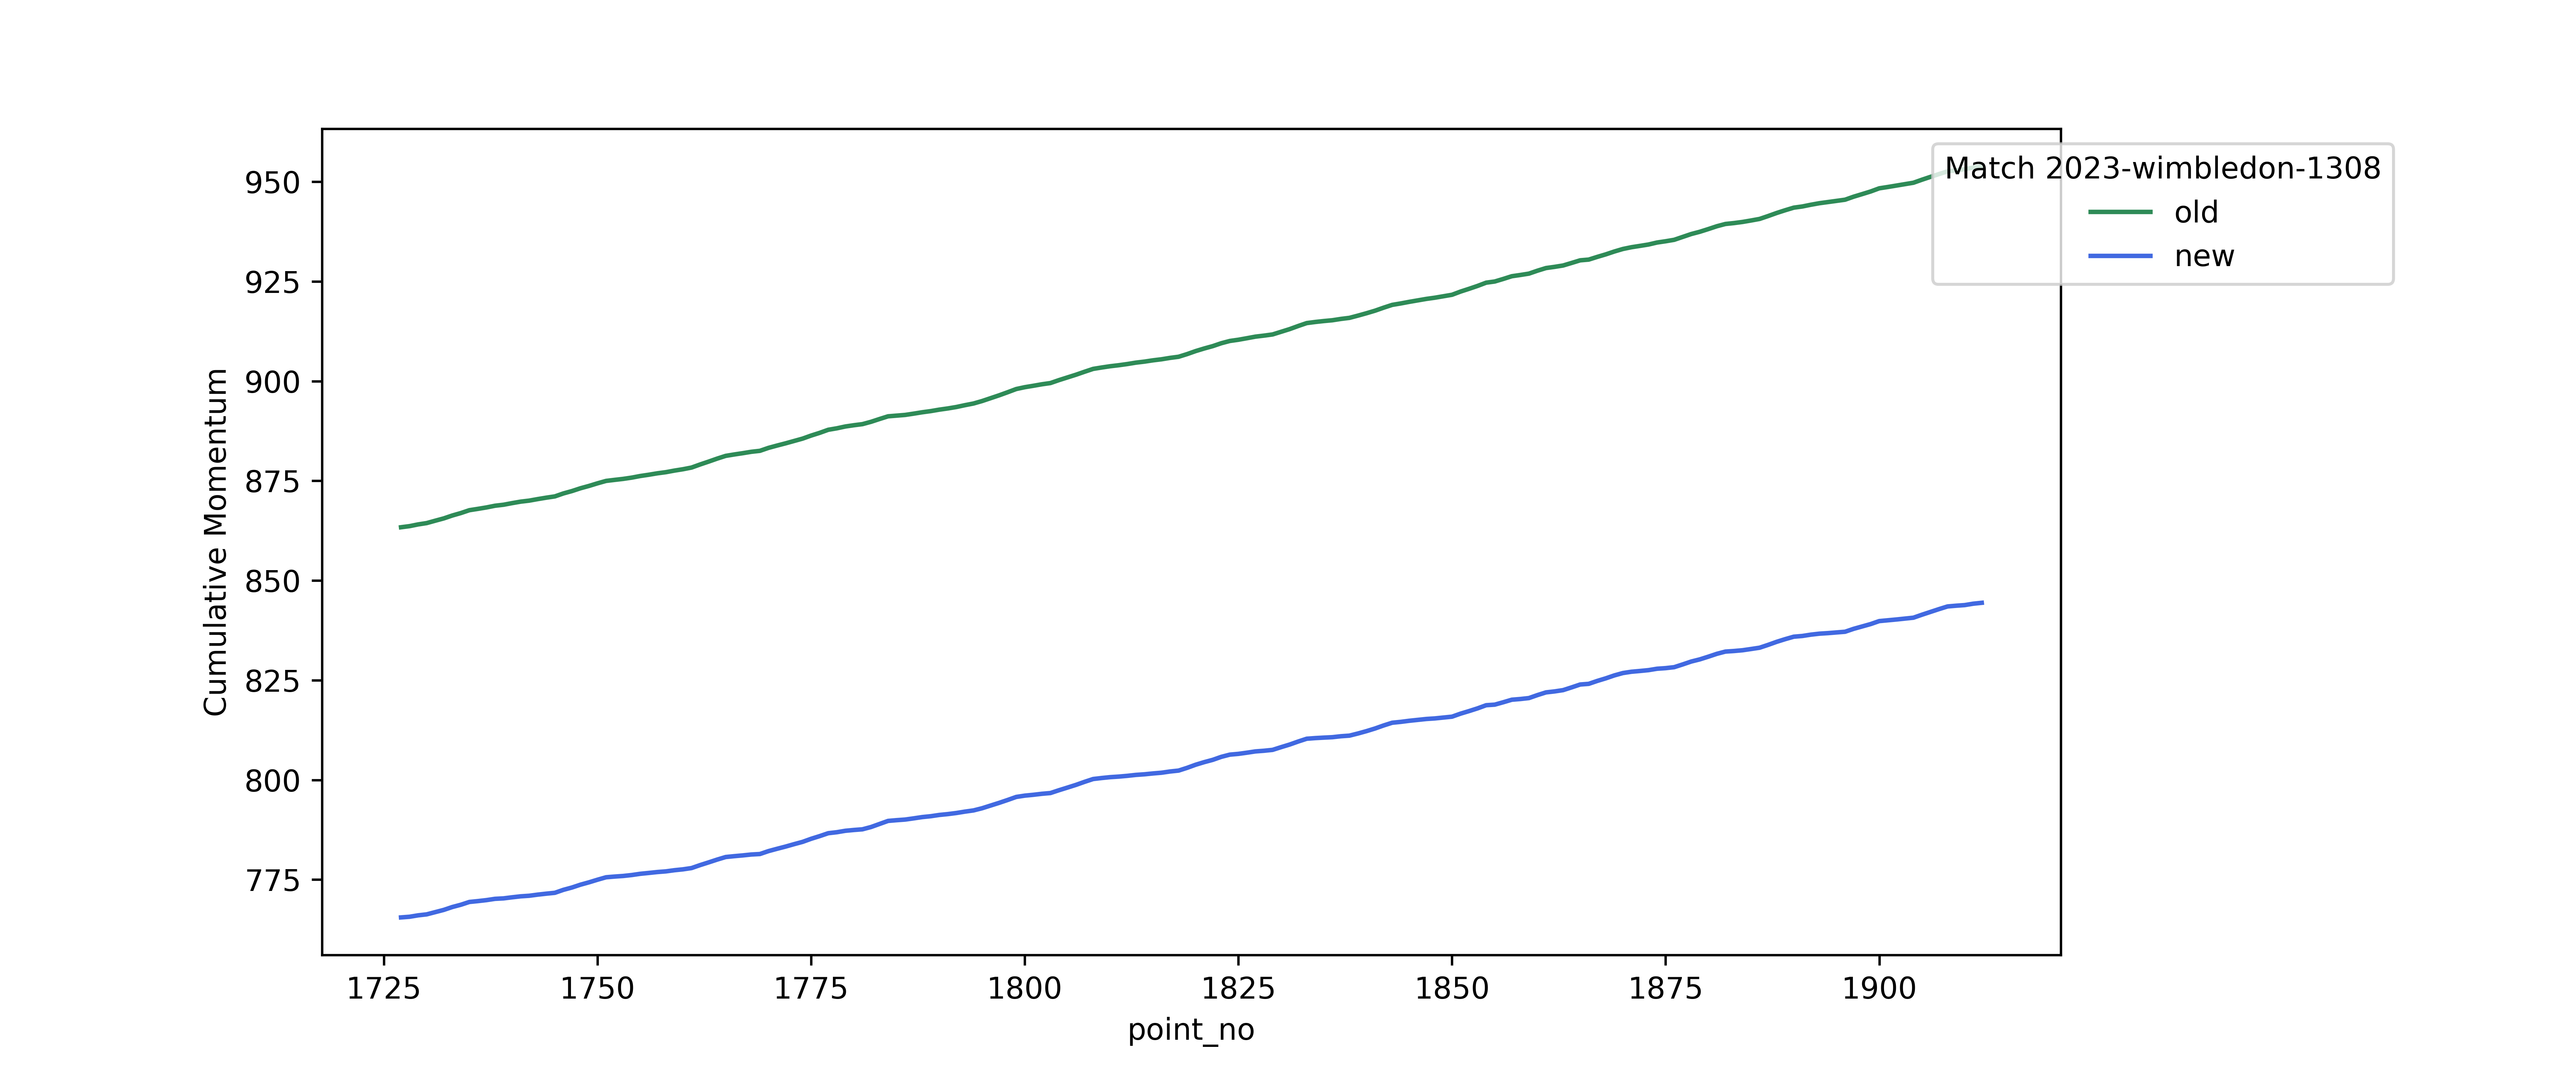 Match 2023-wimbledon-1308
old
new
Cumulative Momentum
950
925
900
875
850
825
800
775
1725 1750 1775 1800 1825 1850 1875 1900
point_no